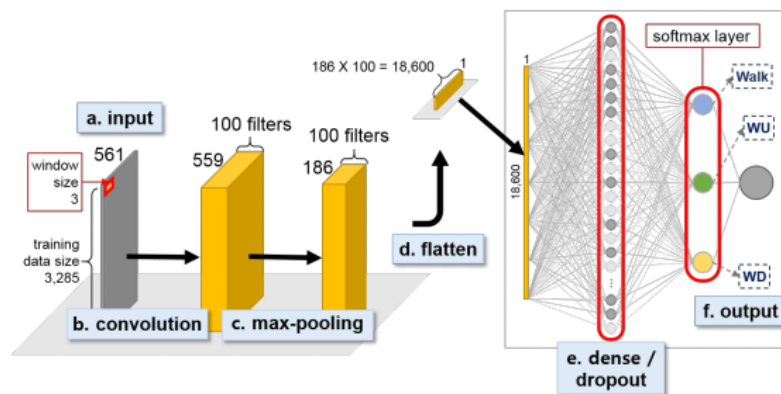 a. input
561
window
size
3
training
data size
3,285
b. convolution
100 filters
559
c. max-pooling
100 filters
186
d. flatten
186 X 100 = 18,600
1
1
18,600
...
e. dense /
dropout
softmax layer
Walk
WU
WD
f. output